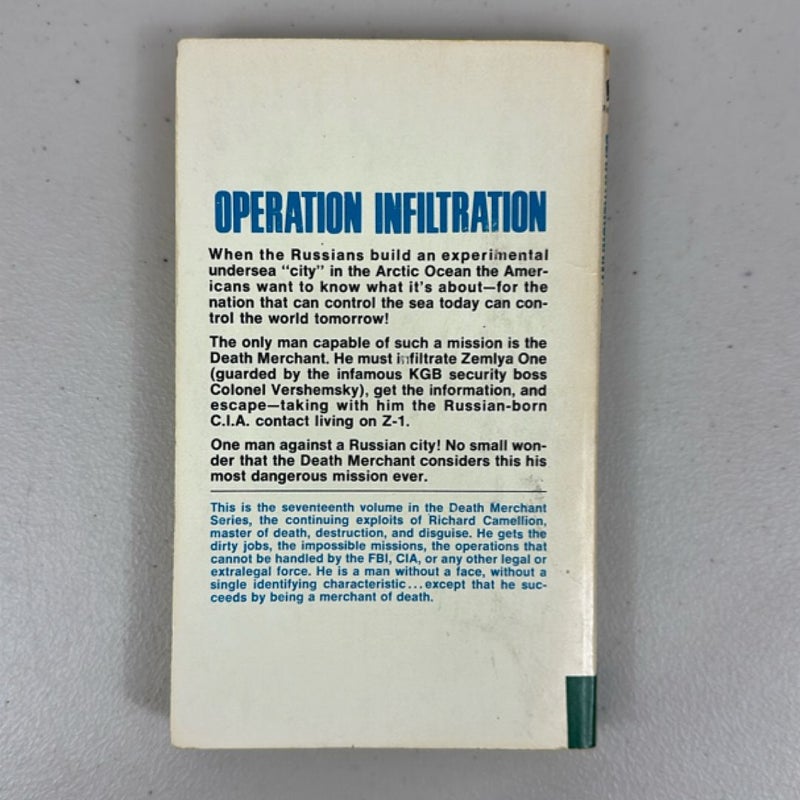 OPERATION INFILTRATION
When the Russians build an experimental
undersea “city” in the Arctic Ocean the Amer-
icans want to know what it’s about—for the
nation that can control the sea today can con-
trol the world tomorrow!
The only man capable of such a mission is the
Death Merchant. He must infiltrate Zemlya One
(guarded by the infamous KGB security boss
Colonel Vershemsky), get the information, and
escape—taking with him the Russian-born
C.I.A. contact living on Z-1.
One man against a Russian city! No small won-
der that the Death Merchant considers this his
most dangerous mission ever.
This is the seventeenth volume in the Death Merchant
Series, the continuing exploits of Richard Camellion,
master of death, destruction, and disguise. He gets the
dirty jobs, the impossible missions, the operations that
cannot be handled by the FBI, CIA, or any other legal or
extralegal force. He is a man without a face, without a
single identifying characteristic...except that he suc-
ceeds by being a merchant of death.